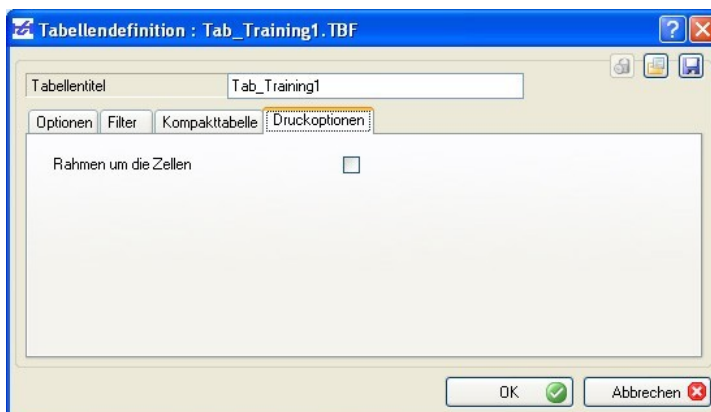 Tabellendefinition : Tab_Training1.TBF
Tabellentitel Tab_Training1
Optionen Filter Kompakttabelle Druckoptionen
Rahmen um die Zellen
OK Abbrechen